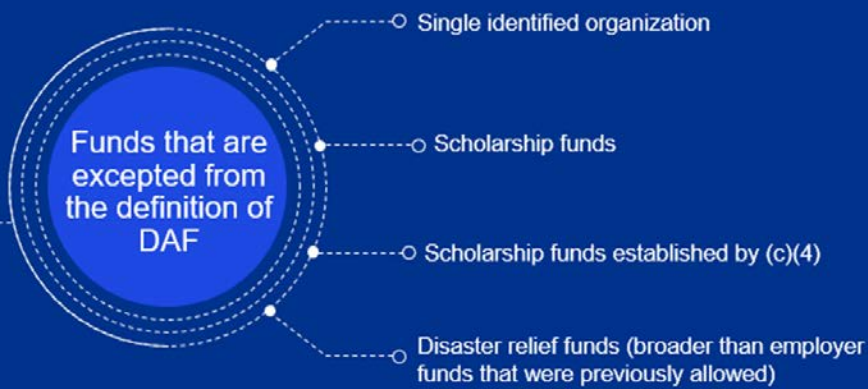 Single identified organization
Funds that are
excepted from
the definition of
DAF
Scholarship funds
Scholarship funds established by (c)(4)
Disaster relief funds (broader than employer
funds that were previously allowed)